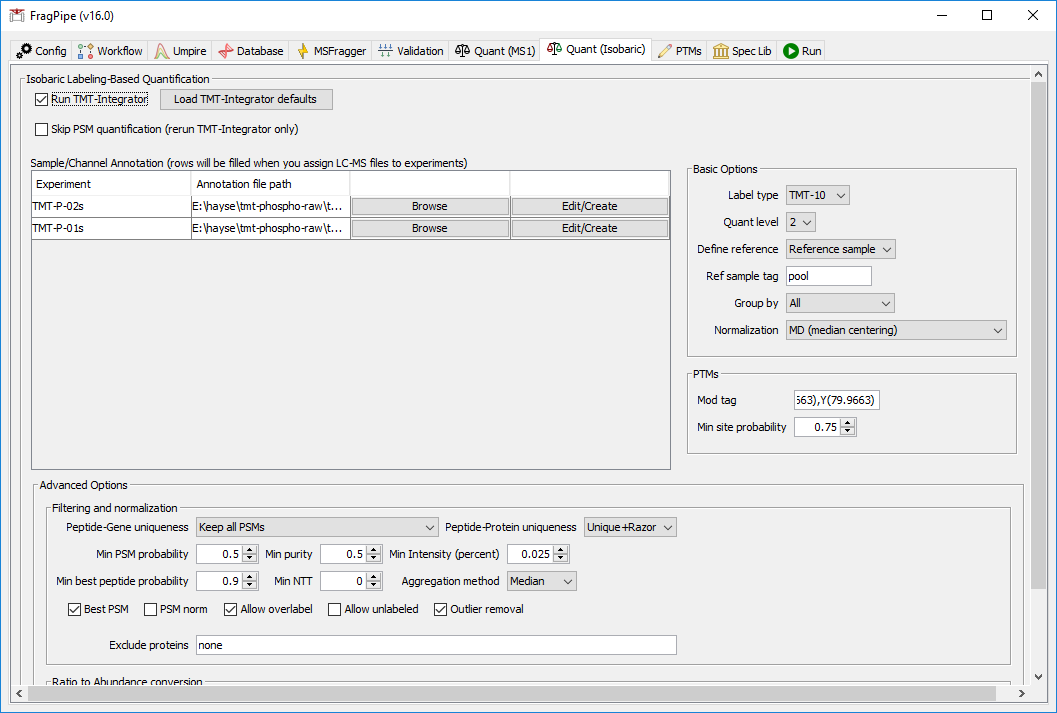 FragPipe (v16.0)
Config Workflow Umpire Database MSFragger Validation Quant (MS1) Quant (Isobaric) PTMs Spec Lib Run
Isobaric Labeling-Based Quantification
Run TMT-Integrator Load TMT-Integrator defaults
Skip PSM quantification (rerun TMT-Integrator only)
Sample/Channel Annotation (rows will be filled when you assign LC-MS files to experiments)
Experiment Annotation file path
TMT-P-02s E:\hayse\tmt-phospho-raw\t... Browse Edit/Create
TMT-P-01s E:\hayse\tmt-phospho-raw\t... Browse Edit/Create
Basic Options
Label type TMT-10
Quant level 2
Define reference Reference sample
Ref sample tag pool
Group by All
Normalization MD (median centering)
PTMs
Mod tag 563),Y(79.9663)
Min site probability 0.75
Advanced Options
Filtering and normalization
Peptide-Gene uniqueness Keep all PSMs Peptide-Protein uniqueness Unique+Razor
Min PSM probability 0.5 Min purity 0.5 Min Intensity (percent) 0.025
Min best peptide probability 0.9 Min NTT 0 Aggregation method Median
Best PSM PSM norm Allow overlabel Allow unlabeled Outlier removal
Exclude proteins none
Ratio to Abundance conversion